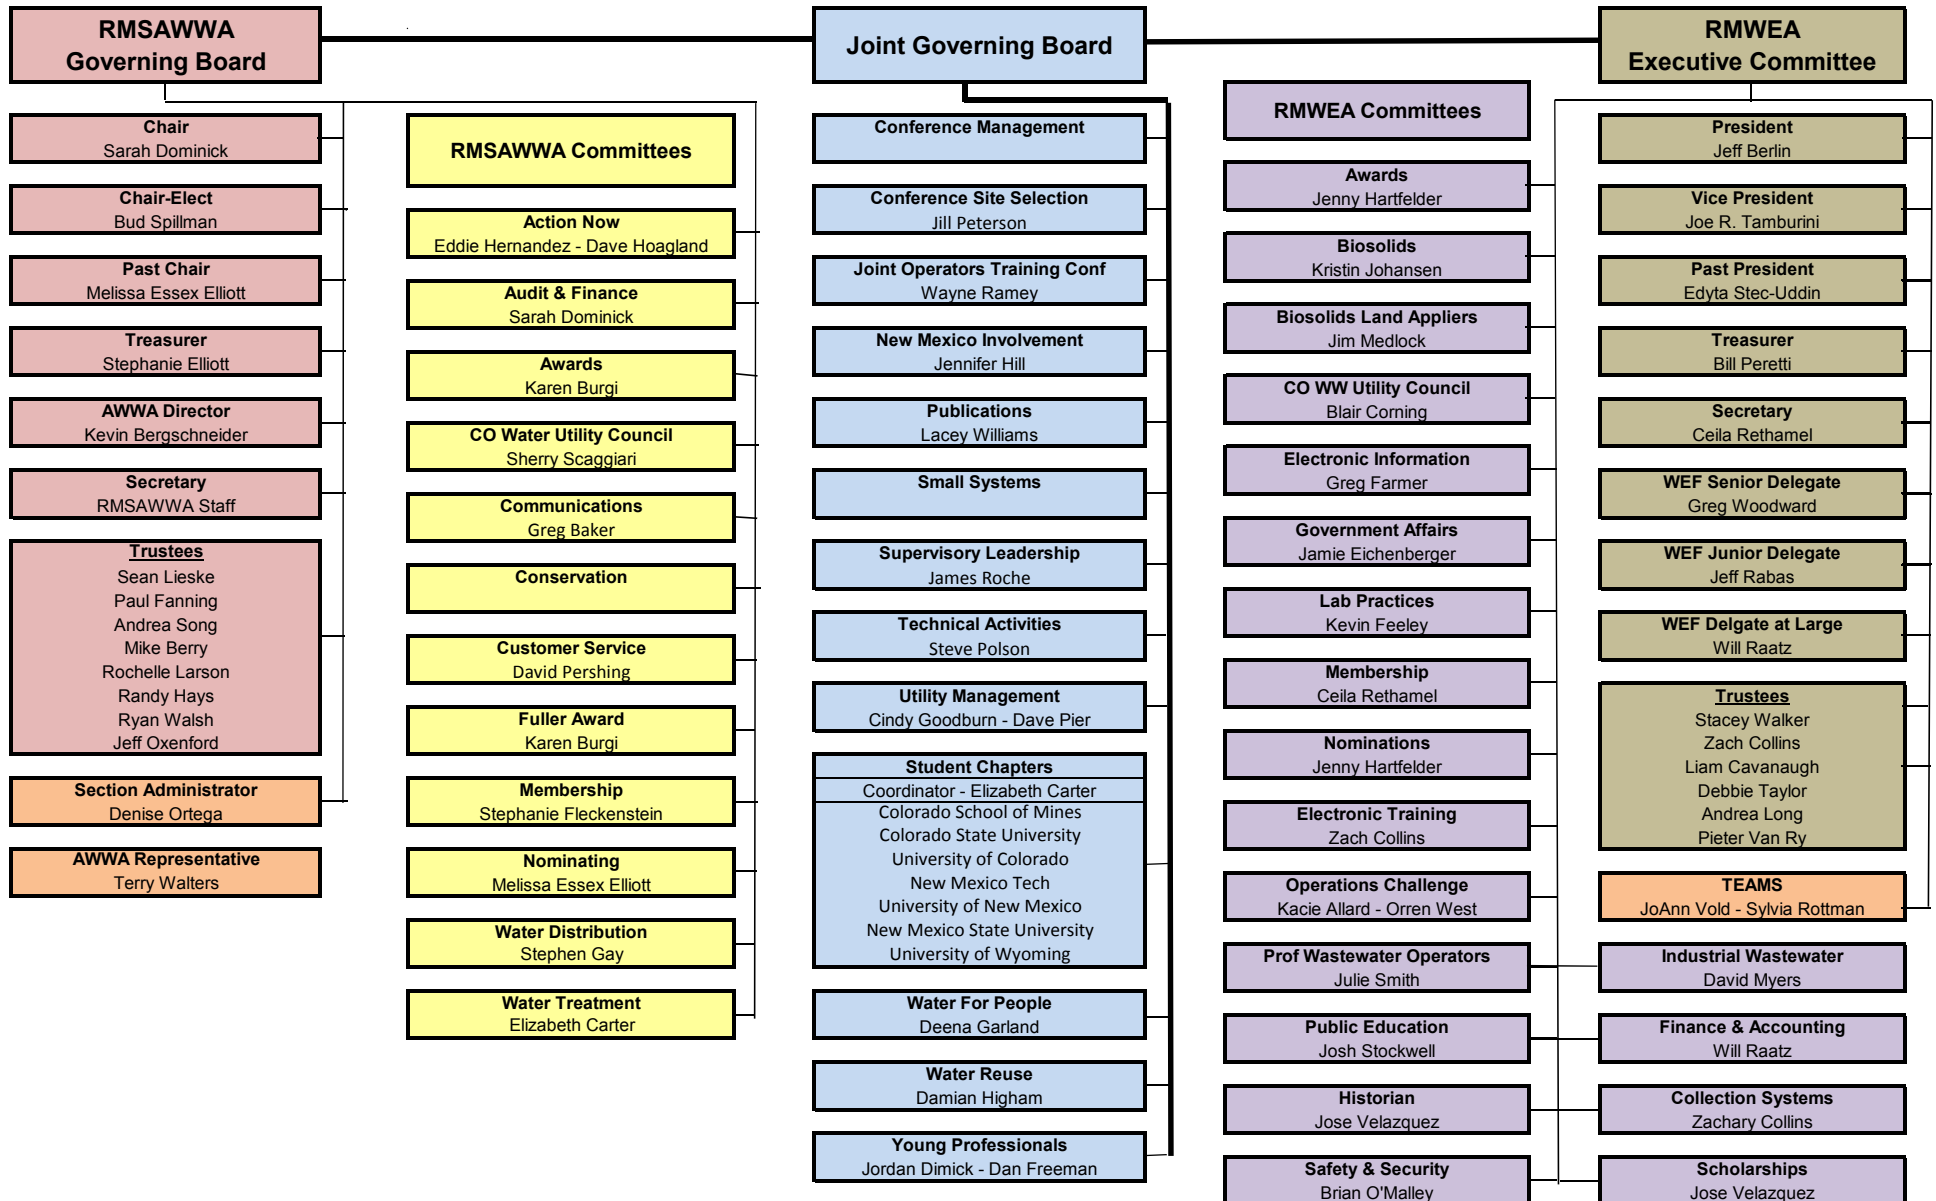 RMSAWWA
Governing Board
Joint Governing Board
RMWEA
Executive Committee
Chair
Sarah Dominick
Chair-Elect
Bud Spillman
Past Chair
Melissa Essex Elliott
Treasurer
Stephanie Elliott
AWWA Director
Kevin Bergschneider
Secretary
RMSAWWA Staff
Trustees
Sean Lieske
Paul Fanning
Andrea Song
Mike Berry
Rochelle Larson
Randy Hays
Ryan Walsh
Jeff Oxenford
Section Administrator
Denise Ortega
AWWA Representative
Terry Walters
RMSAWWA Committees
Action Now
Eddie Hernandez - Dave Hoagland
Audit & Finance
Sarah Dominick
Awards
Karen Burgi
CO Water Utility Council
Sherry Scaggiari
Communications
Greg Baker
Conservation
Customer Service
David Pershing
Fuller Award
Karen Burgi
Membership
Stephanie Fleckenstein
Nominating
Melissa Essex Elliott
Water Distribution
Stephen Gay
Water Treatment
Elizabeth Carter
Conference Management
Conference Site Selection
Jill Peterson
Joint Operators Training Conf
Wayne Ramey
New Mexico Involvement
Jennifer Hill
Publications
Lacey Williams
Small Systems
Supervisory Leadership
James Roche
Technical Activities
Steve Polson
Utility Management
Cindy Goodburn - Dave Pier
Student Chapters
Coordinator - Elizabeth Carter
Colorado School of Mines
Colorado State University
University of Colorado
New Mexico Tech
University of New Mexico
New Mexico State University
University of Wyoming
Water For People
Deena Garland
Water Reuse
Damian Higham
Young Professionals
Jordan Dimick - Dan Freeman
RMWEA Committees
Awards
Jenny Hartfelder
Biosolids
Kristin Johansen
Biosolids Land Appliers
Jim Medlock
CO WW Utility Council
Blair Corning
Electronic Information
Greg Farmer
Government Affairs
Jamie Eichenberger
Lab Practices
Kevin Feeley
Membership
Ceila Rethamel
Nominations
Jenny Hartfelder
Electronic Training
Zach Collins
Operations Challenge
Kacie Allard - Orren West
Prof Wastewater Operators
Julie Smith
Public Education
Josh Stockwell
Historian
Jose Velazquez
Safety & Security
Brian O'Malley
President
Jeff Berlin
Vice President
Joe R. Tamburini
Past President
Edyta Stec-Uddin
Treasurer
Bill Peretti
Secretary
Ceila Rethamel
WEF Senior Delegate
Greg Woodward
WEF Junior Delegate
Jeff Rabas
WEF Delgate at Large
Will Raatz
Trustees
Stacey Walker
Zach Collins
Liam Cavanaugh
Debbie Taylor
Andrea Long
Pieter Van Ry
TEAMS
JoAnn Vold - Sylvia Rottman
Industrial Wastewater
David Myers
Finance & Accounting
Will Raatz
Collection Systems
Zachary Collins
Scholarships
Jose Velazquez